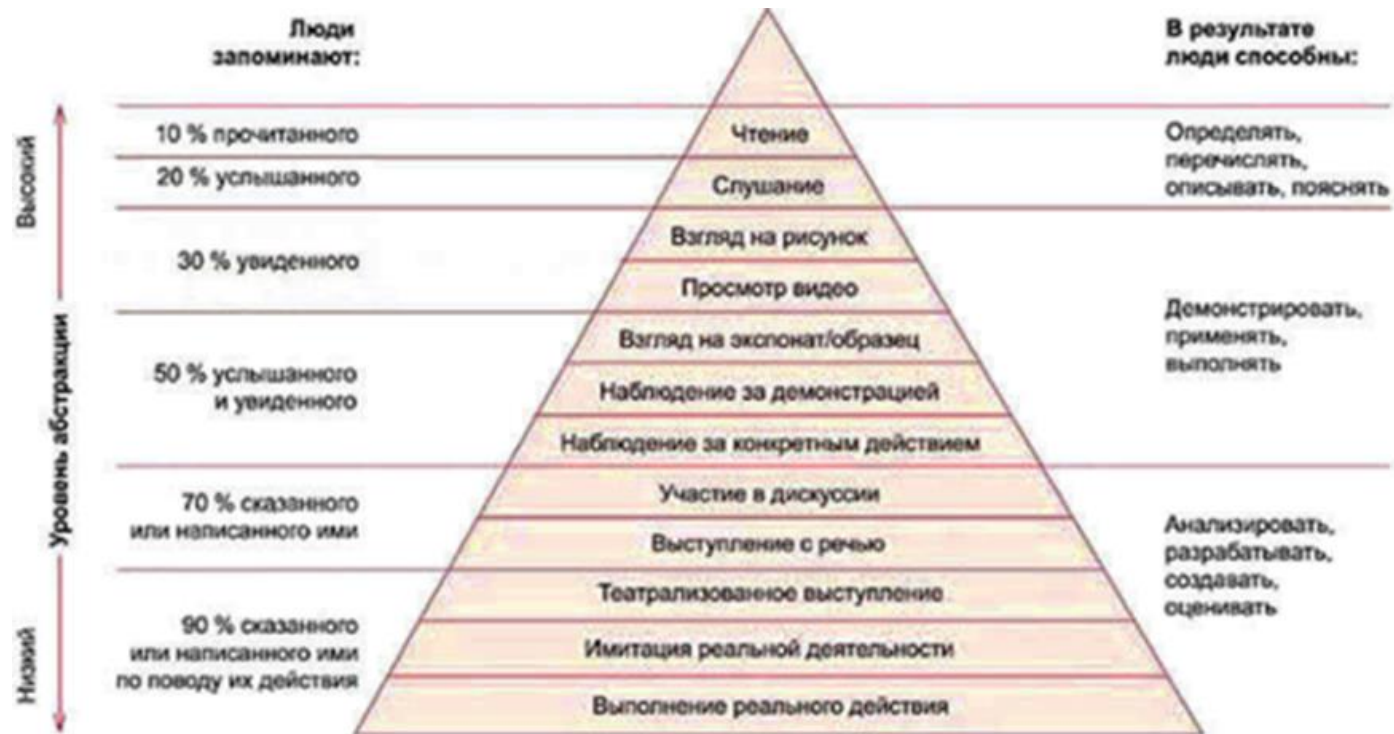 Люди
запоминают:
В результате
люди способны:
Высокий
Уровень абстракции
Низкий
10 % прочитанного
20 % услышанного
30 % увиденного
50 % услышанного
и увиденного
70 % сказанного
или написанного ими
90 % сказанного
или написанного ими
по поводу их действия
Чтение
Слушание
Взгляд на рисунок
Просмотр видео
Взгляд на экспонат/образец
Наблюдение за демонстрацией
Наблюдение за конкретным действием
Участие в дискуссии
Выступление с речью
Театрализованное выступление
Имитация реальной деятельности
Выполнение реального действия
Определять,
перечислять,
описывать, пояснять
Демонстрировать,
применять,
выполнять
Анализировать,
разрабатывать,
создавать,
оценивать